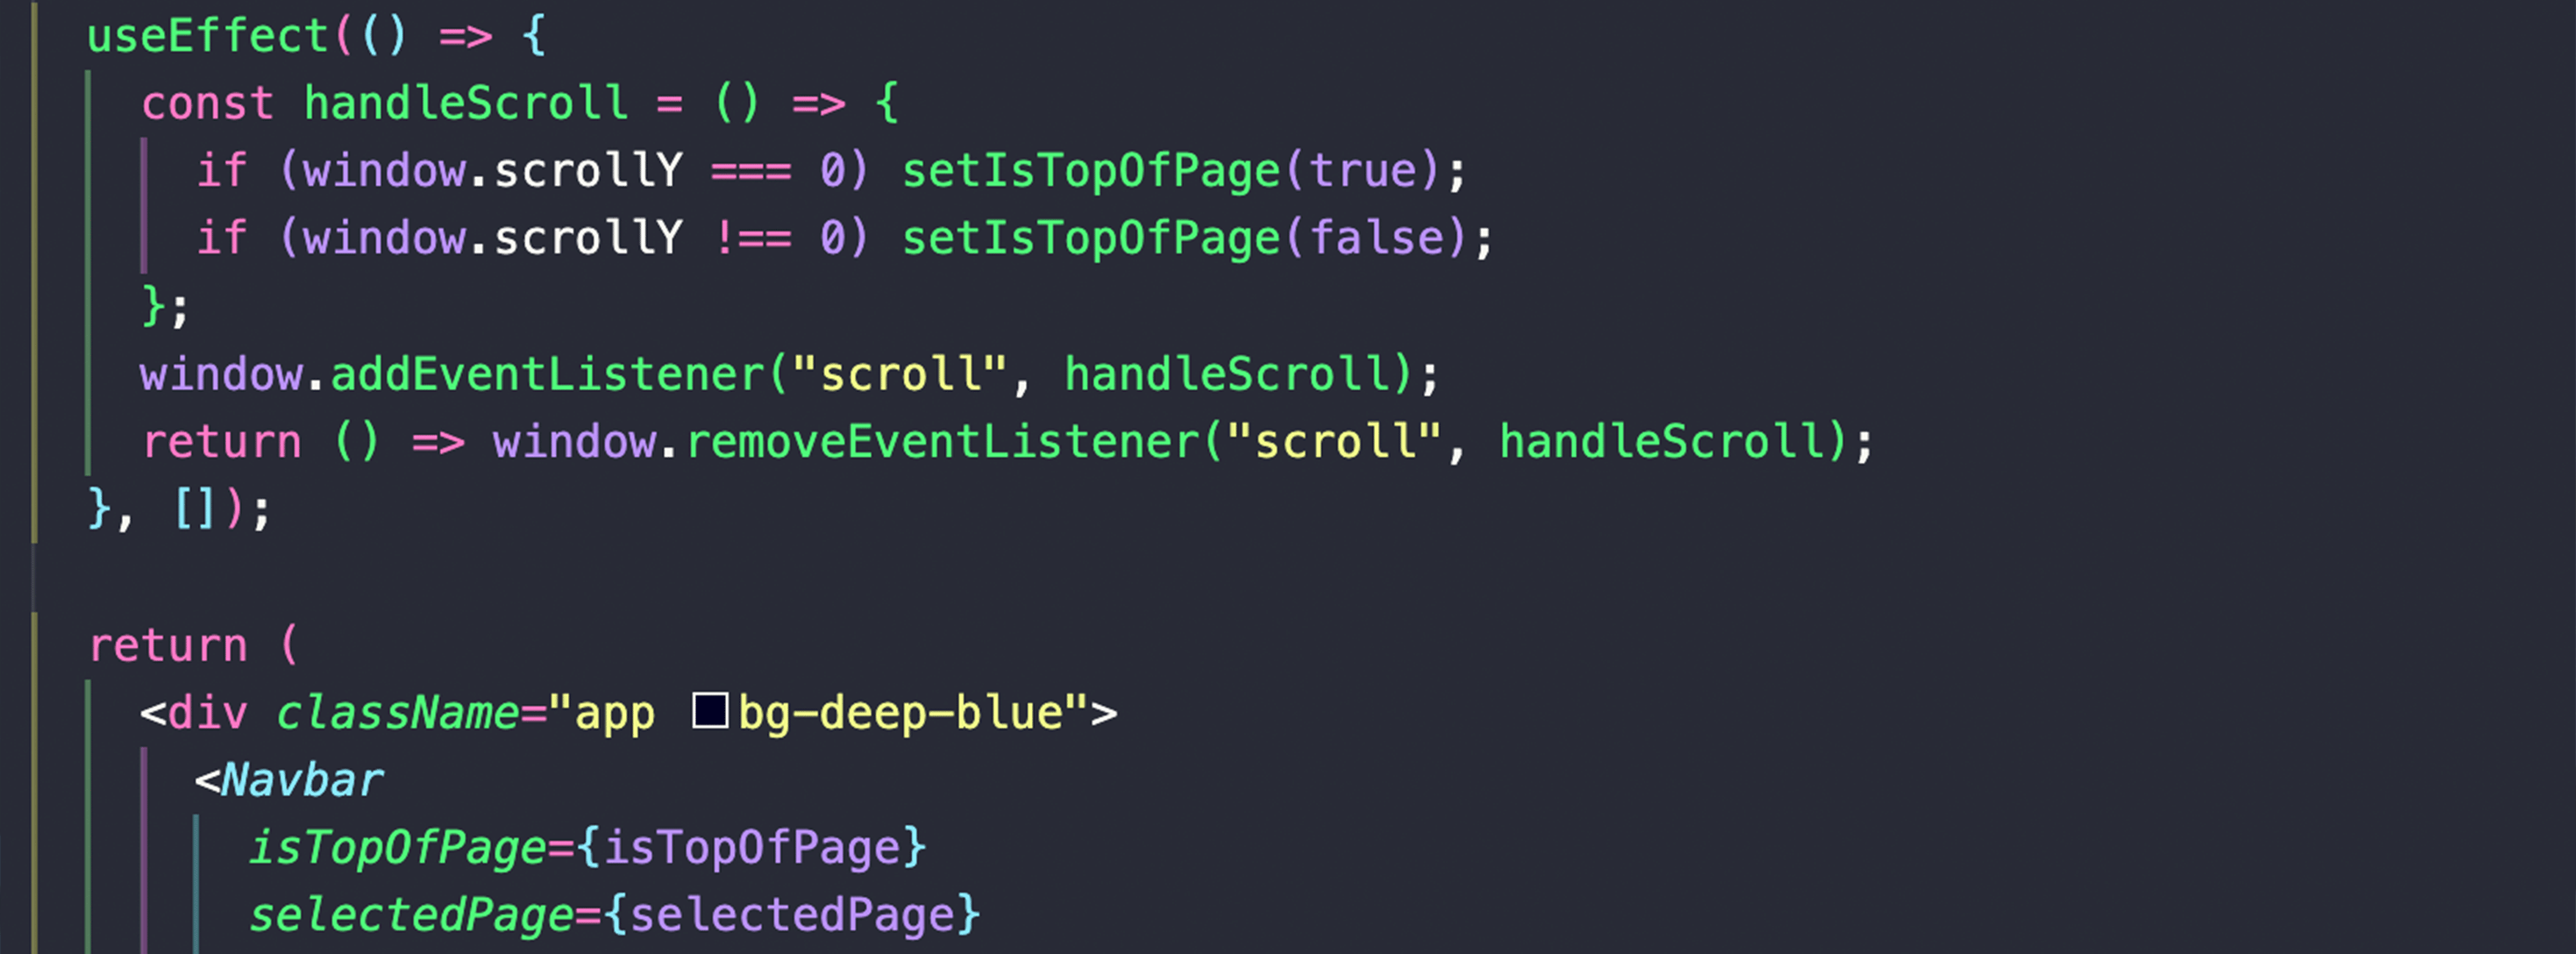 useEffect(() => {
const handleScroll = () => {
if (window.scrollY === 0) setIsTopOfPage(true);
if (window.scrollY !== 0) setIsTopOfPage(false);
};
window.addEventListener("scroll", handleScroll);
return () => window.removeEventListener("scroll", handleScroll);
}, []);
return (
<div className="app bg-deep-blue">
<Navbar
isTopOfPage={isTopOfPage}
selectedPage={selectedPage}